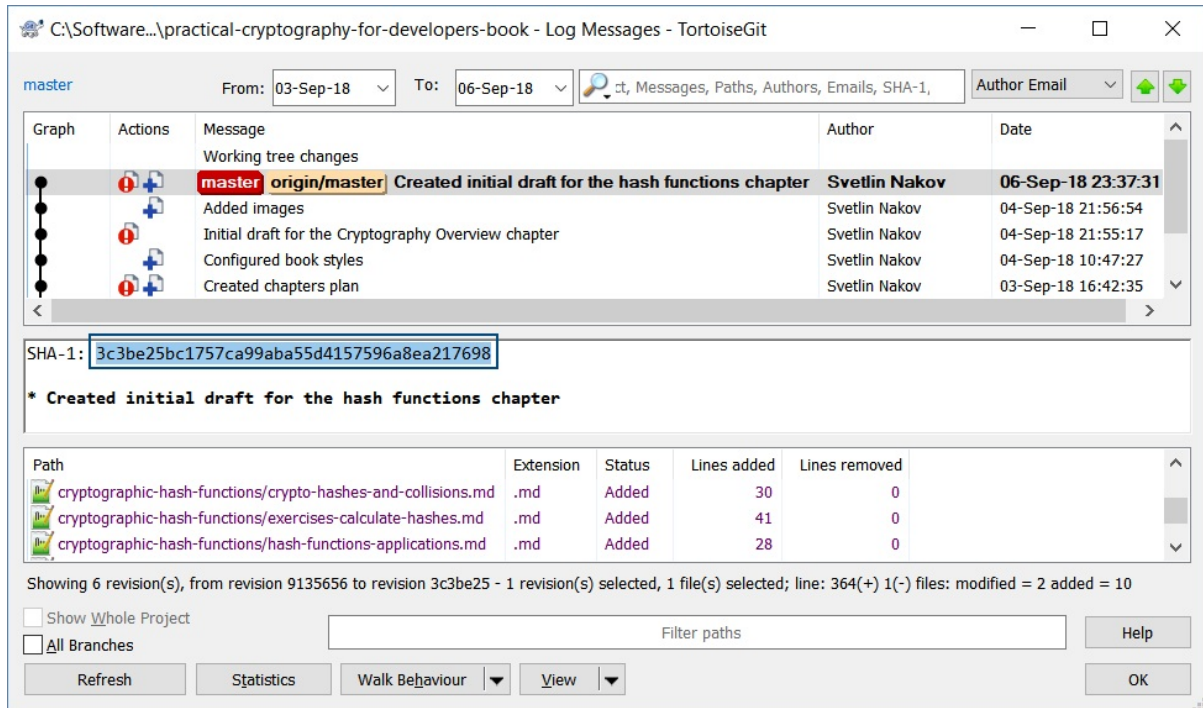 C:\Software...\practical-cryptography-for-developers-book - Log Messages - TortoiseGit
master From: 03-Sep-18 To: 06-Sep-18 ct, Messages, Paths, Authors, Emails, SHA-1, Author Email
Graph Actions Message Author Date
Working tree changes
master origin/master Created initial draft for the hash functions chapter Svetlin Nakov 06-Sep-18 23:37:31
Added images Svetlin Nakov 04-Sep-18 21:56:54
Initial draft for the Cryptography Overview chapter Svetlin Nakov 04-Sep-18 21:55:17
Configured book styles Svetlin Nakov 04-Sep-18 10:47:27
Created chapters plan Svetlin Nakov 03-Sep-18 16:42:35
SHA-1: 3c3be25bc1757ca99aba55d4157596a8ea217698
* Created initial draft for the hash functions chapter
Path Extension Status Lines added Lines removed
cryptographic-hash-functions/crypto-hashes-and-collisions.md .md Added 30 0
cryptographic-hash-functions/exercises-calculate-hashes.md .md Added 41 0
cryptographic-hash-functions/hash-functions-applications.md .md Added 28 0
Showing 6 revision(s), from revision 9135656 to revision 3c3be25 - 1 revision(s) selected, 1 file(s) selected; line: 364(+) 1(-) files: modified = 2 added = 10
Show Whole Project
All Branches
Filter paths
Help
Refresh Statistics Walk Behaviour View OK